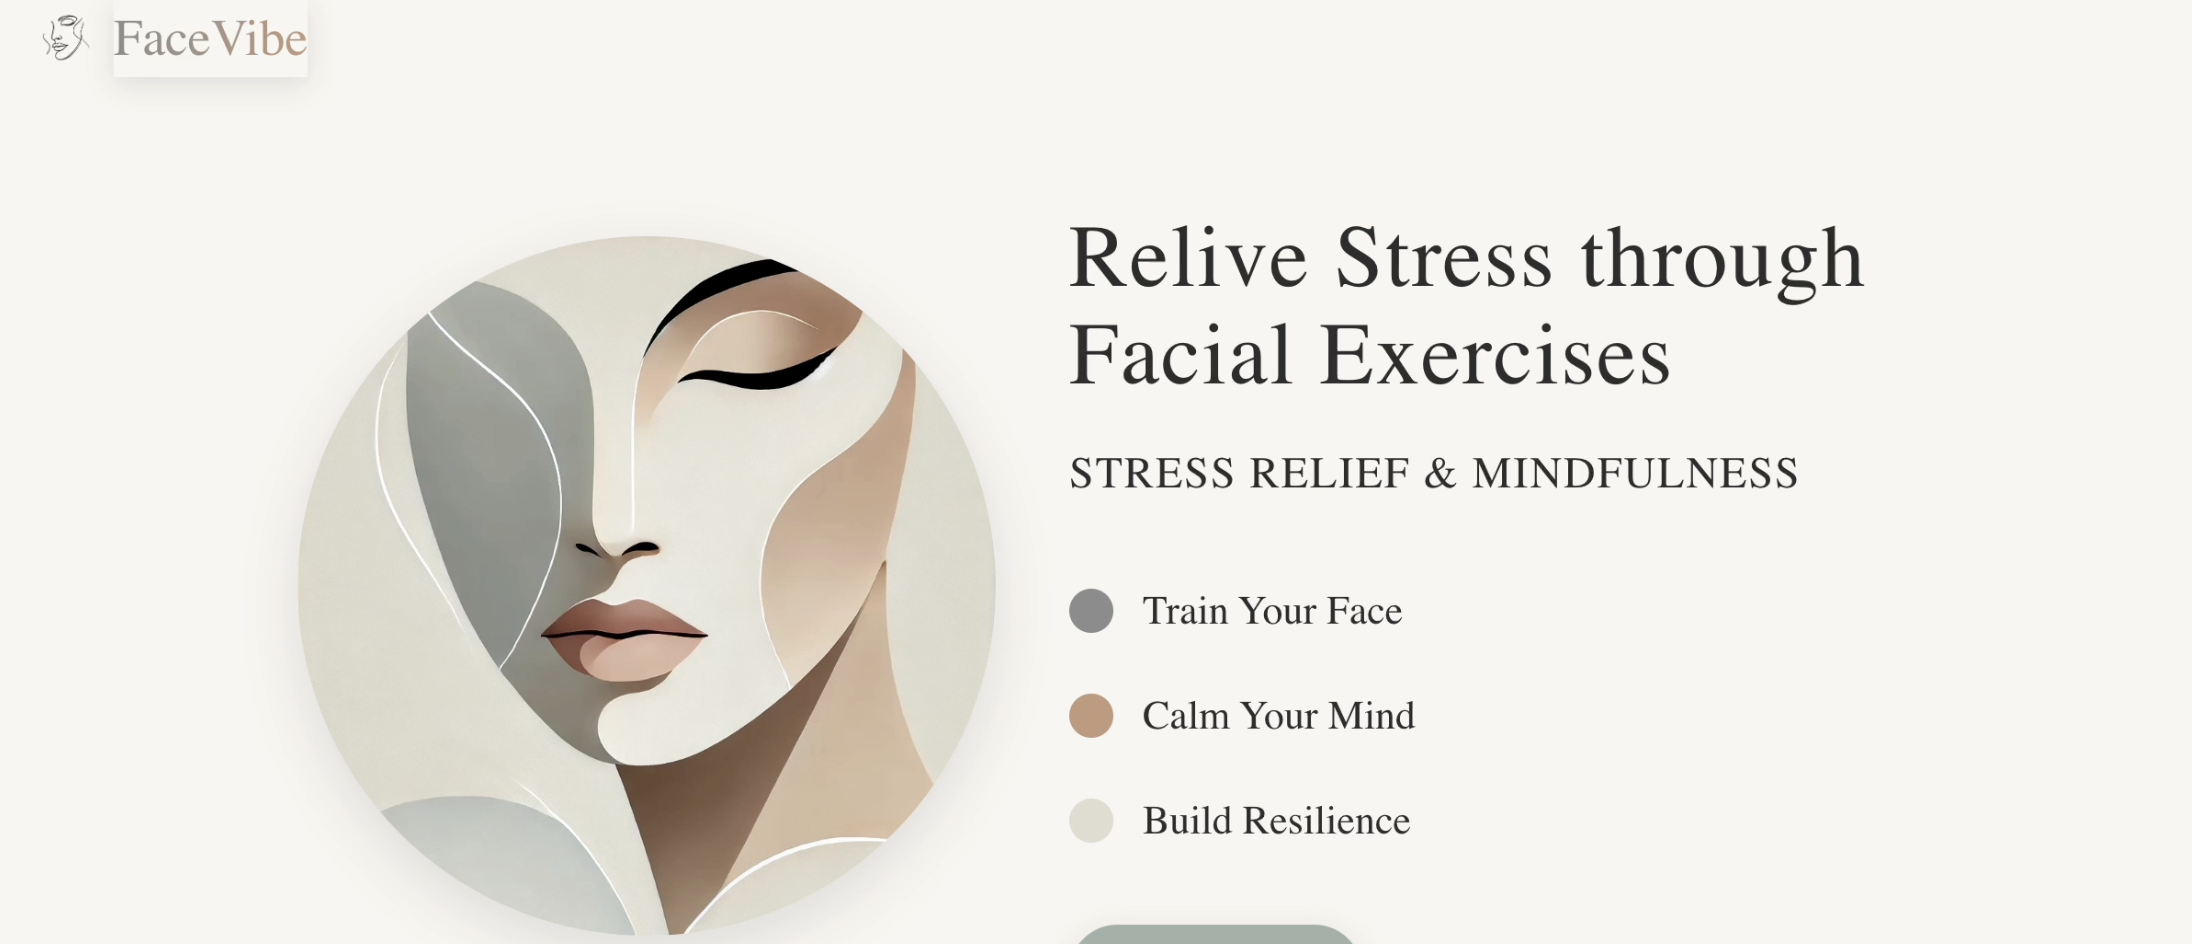 FaceVibe
Relive Stress through
Facial Exercises
STRESS RELIEF & MINDFULNESS
Train Your Face
Calm Your Mind
Build Resilience